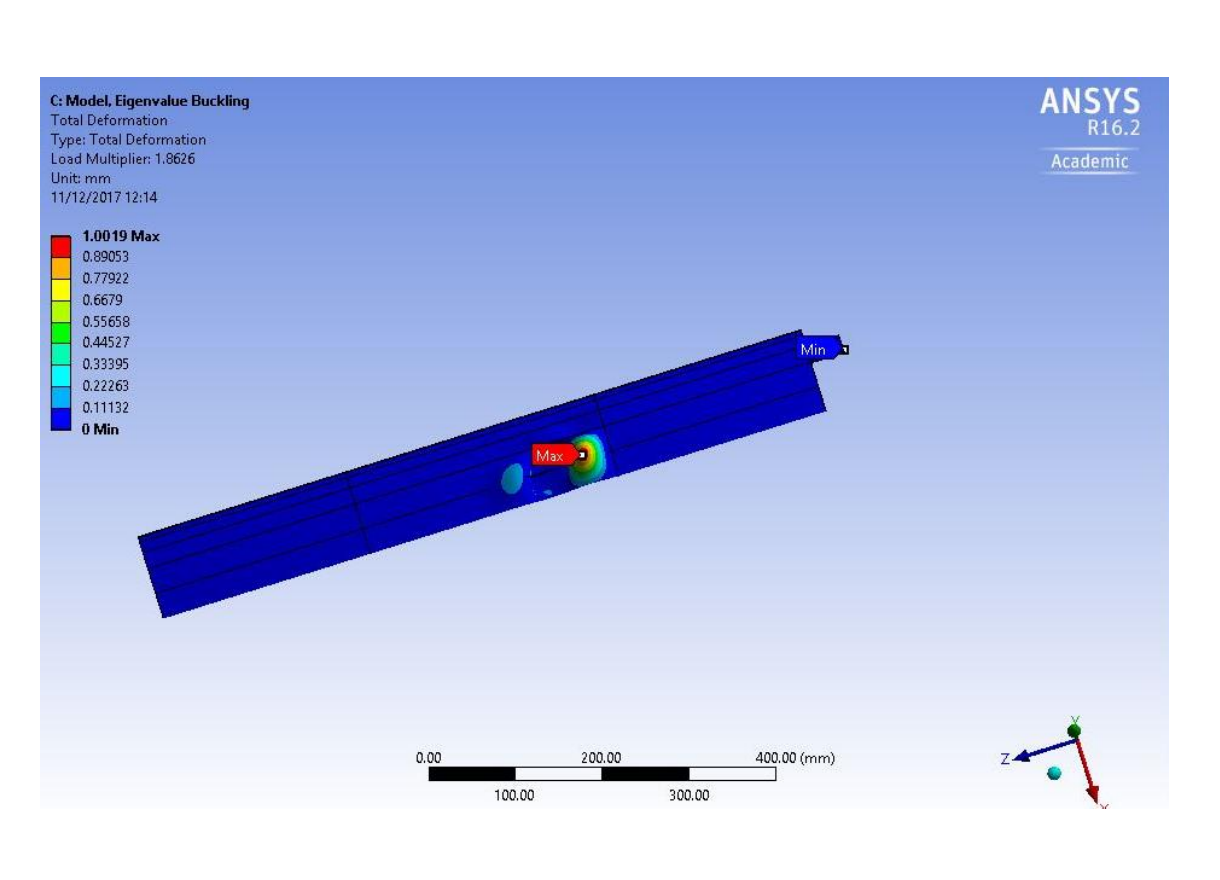 C: Model, Eigenvalue Buckling
Total Deformation
Type: Total Deformation
Load Multiplier: 1.8626
Unit: mm
11/12/2017 12:14
ANSYS
R16.2
Academic
1.0019 Max
0.89053
0.77922
0.6679
0.55658
0.44527
0.33395
0.22263
0.11132
0 Min
Min
Max
0.00 200.00 400.00 (mm)
100.00 300.00
Y
Z
X